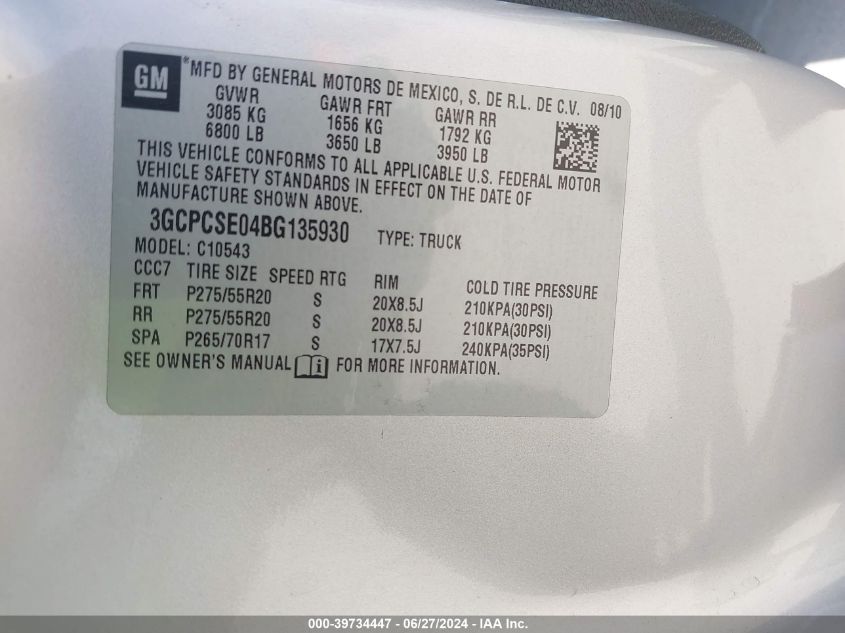 GM
*MFD BY GENERAL MOTORS DE MEXICO, S. DE R.L. DE C.V. 08/10
GVWR GAWR FRT GAWR RR
3085 KG 1656 KG 1792 KG
6800 LB 3650 LB 3950 LB
THIS VEHICLE CONFORMS TO ALL APPLICABLE U.S. FEDERAL MOTOR
VEHICLE SAFETY STANDARDS IN EFFECT ON THE DATE OF
MANUFACTURE SHOWN ABOVE.
3GCPCSE04BG135930 TYPE: TRUCK
MODEL: C10543
CCC7 TIRE SIZE SPEED RTG RIM COLD TIRE PRESSURE
FRT P275/55R20 S 20X8.5J 210KPA(30PSI)
RR P275/55R20 S 20X8.5J 210KPA(30PSI)
SPA P265/70R17 S 17X7.5J 240KPA(35PSI)
SEE OWNER'S MANUAL FOR MORE INFORMATION.
000-39734447 - 06/27/2024 - IAA Inc.